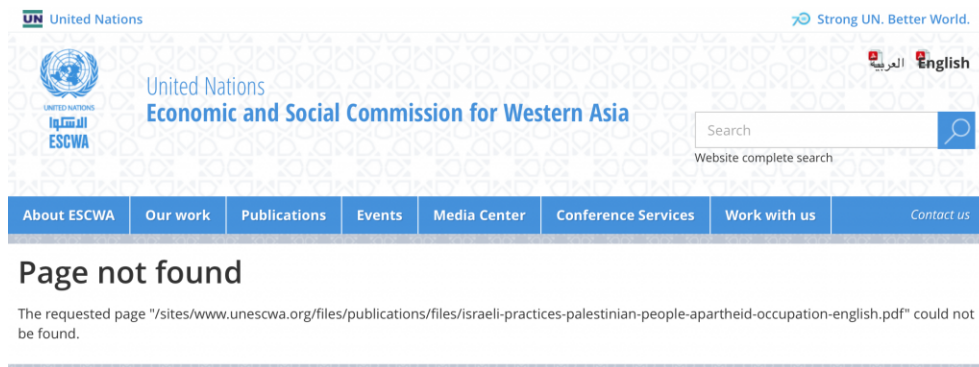 UN United Nations
70 Strong UN. Better World.
العربية English
UNITED NATIONS
الاسكوا
ESCWA
United Nations
Economic and Social Commission for Western Asia
Search
Website complete search
About ESCWA Our work Publications Events Media Center Conference Services Work with us Contact us
Page not found
The requested page "/sites/www.unescwa.org/files/publications/files/israeli-practices-palestinian-people-apartheid-occupation-english.pdf" could not
be found.